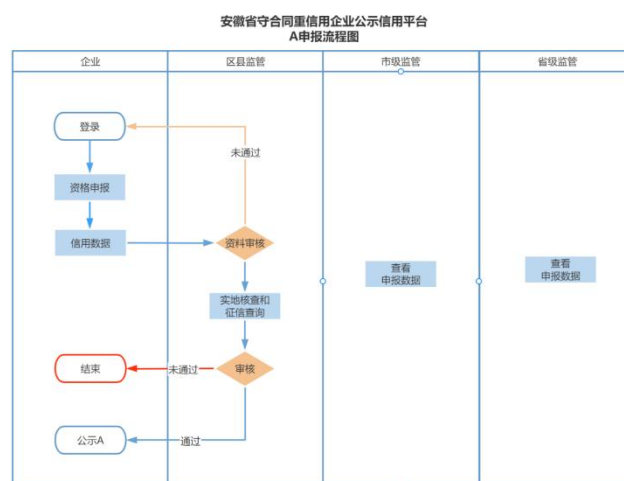 安徽省守合同重信用企业公示信用平台
A申报流程图
企业
区县监管
市级监管
省级监管
登录
未通过
资格申报
信用数据
资料审核
查看
申报数据
查看
申报数据
实地核查和
征信查询
结束
未通过
审核
公示A
通过